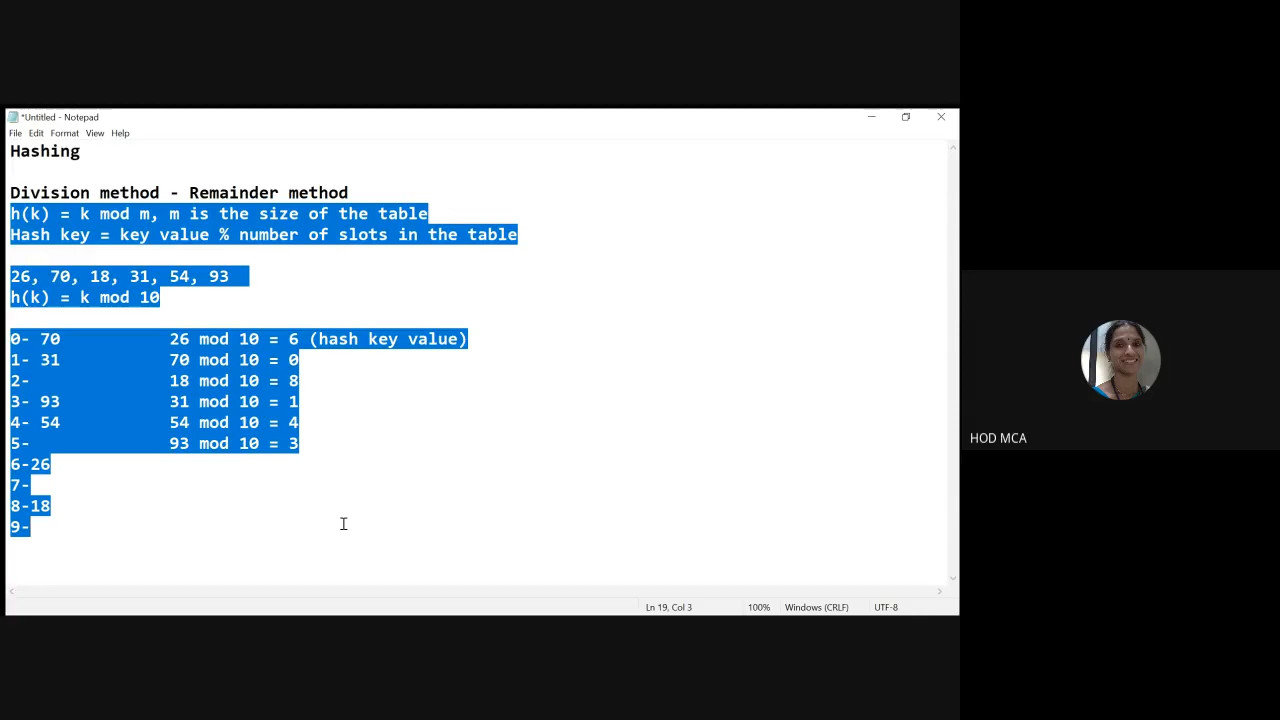 *Untitled - Notepad
File Edit Format View Help
Hashing
Division method - Remainder method
h(k) = k mod m, m is the size of the table
Hash key = key value % number of slots in the table
26, 70, 18, 31, 54, 93
h(k) = k mod 10
0- 70 26 mod 10 = 6 (hash key value)
1- 31 70 mod 10 = 0
2- 18 mod 10 = 8
3- 93 31 mod 10 = 1
4- 54 54 mod 10 = 4
5- 93 mod 10 = 3
6-26
7-
8-18
9-
Ln 19, Col 3 100% Windows (CRLF) UTF-8
HOD MCA